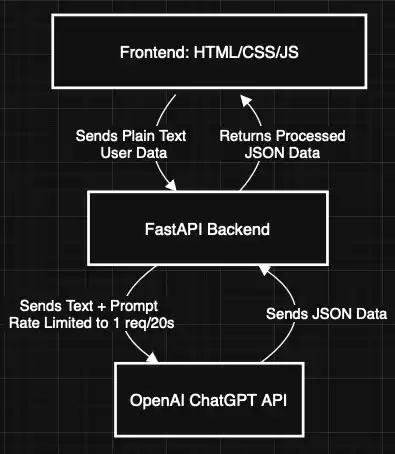 Frontend: HTML/CSS/JS
Sends Plain Text
User Data
Returns Processed
JSON Data
FastAPI Backend
Sends Text + Prompt
Rate Limited to 1 req/20s
Sends JSON Data
OpenAI ChatGPT API